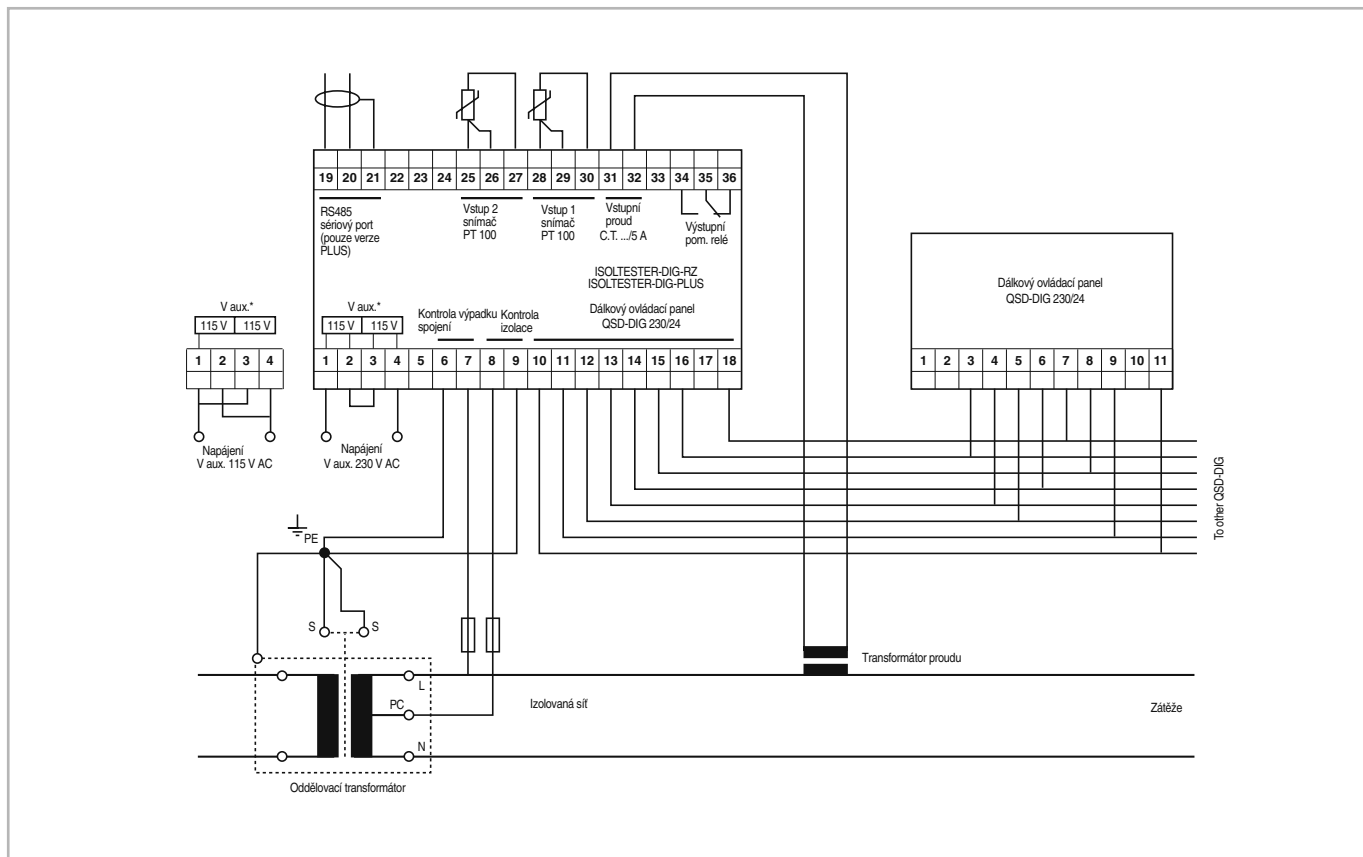 19 20 21 22 23 24 25 26 27 28 29 30 31 32 33 34 35 36
RS485
sériový port
(pouze verze
PLUS)
Vstup 2
snímač
PT 100
Vstup 1
snímač
PT 100
Vstupní
proud
C.T. .../5 A
Výstupní
pom. relé
ISOLTESTER-DIG-RZ
ISOLTESTER-DIG-PLUS
Dálkový ovládací panel
QSD-DIG 230/24
V aux.*
115 V 115 V
Kontrola výpadku
spojení
Kontrola
izolace
1 2 3 4 5 6 7 8 9 10 11 12 13 14 15 16 17 18
V aux.*
115 V 115 V
1 2 3 4
Napájení
V aux. 115 V AC
Napájení
V aux. 230 V AC
Dálkový ovládací panel
QSD-DIG 230/24
1 2 3 4 5 6 7 8 9 10 11
To other QSD-DIG
PE
S S
L
PC
N
Izolovaná síť
Transformátor proudu
Zátěže
Oddělovací transformátor